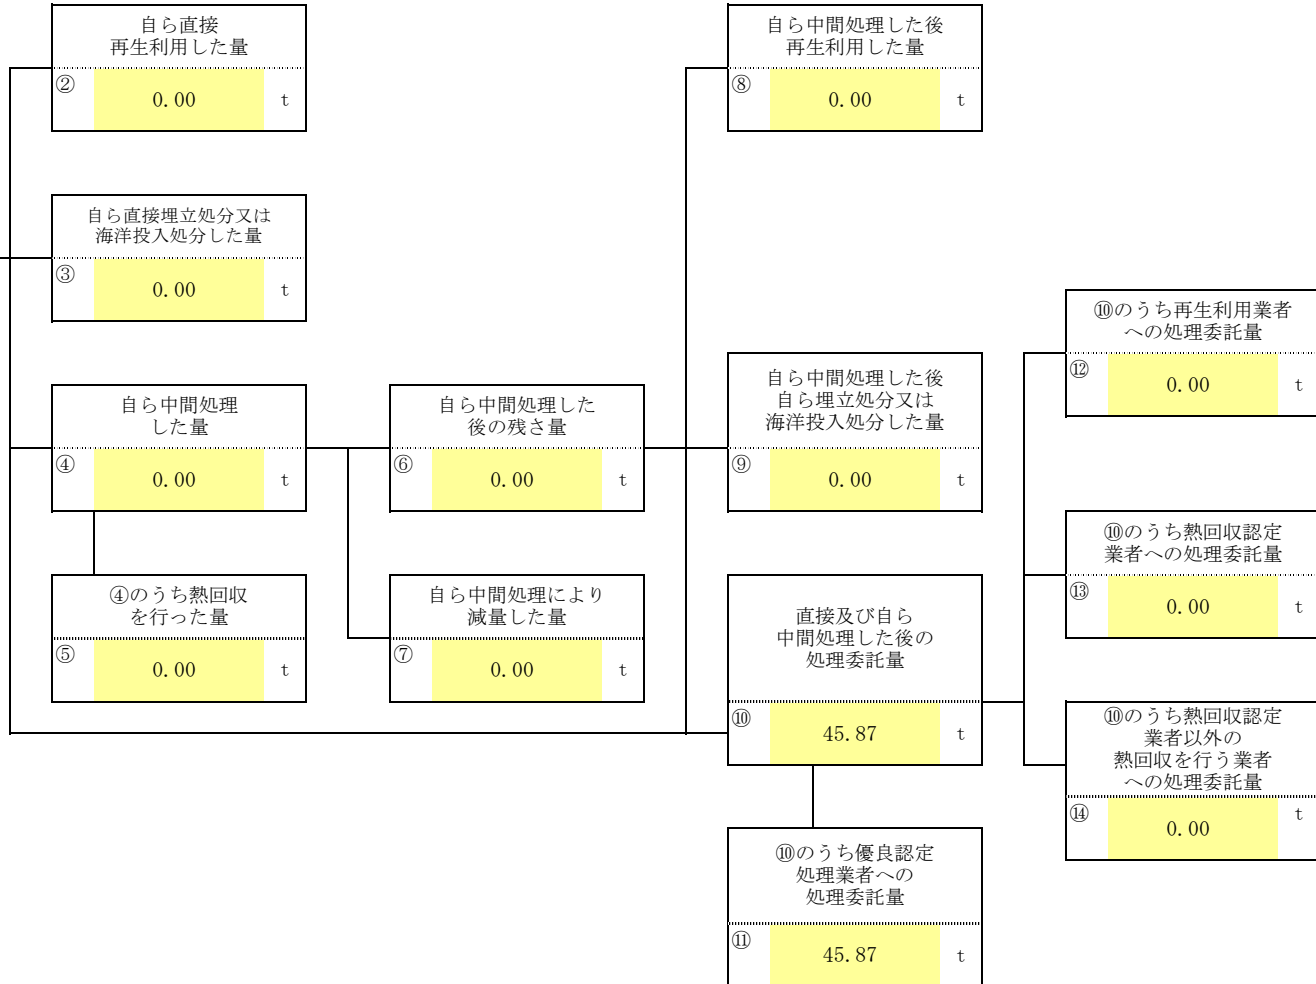 自ら直接
再生利用した量
②
0.00 t
自ら中間処理した後
再生利用した量
⑧
0.00 t
自ら直接埋立処分又は
海洋投入処分した量
③
0.00 t
⑩のうち再生利用業者
への処理委託量
⑫
0.00 t
自ら中間処理
した量
④
0.00 t
自ら中間処理した
後の残さ量
⑥
0.00 t
自ら中間処理した後
自ら埋立処分又は
海洋投入処分した量
⑨
0.00 t
⑩のうち熱回収認定
業者への処理委託量
⑬
0.00 t
④のうち熱回収
を行った量
⑤
0.00 t
自ら中間処理により
減量した量
⑦
0.00 t
直接及び自ら
中間処理した後の
処理委託量
⑩
45.87 t
⑩のうち熱回収認定
業者以外の
熱回収を行う業者
への処理委託量
⑭
0.00 t
⑩のうち優良認定
処理業者への
処理委託量
⑪
45.87 t